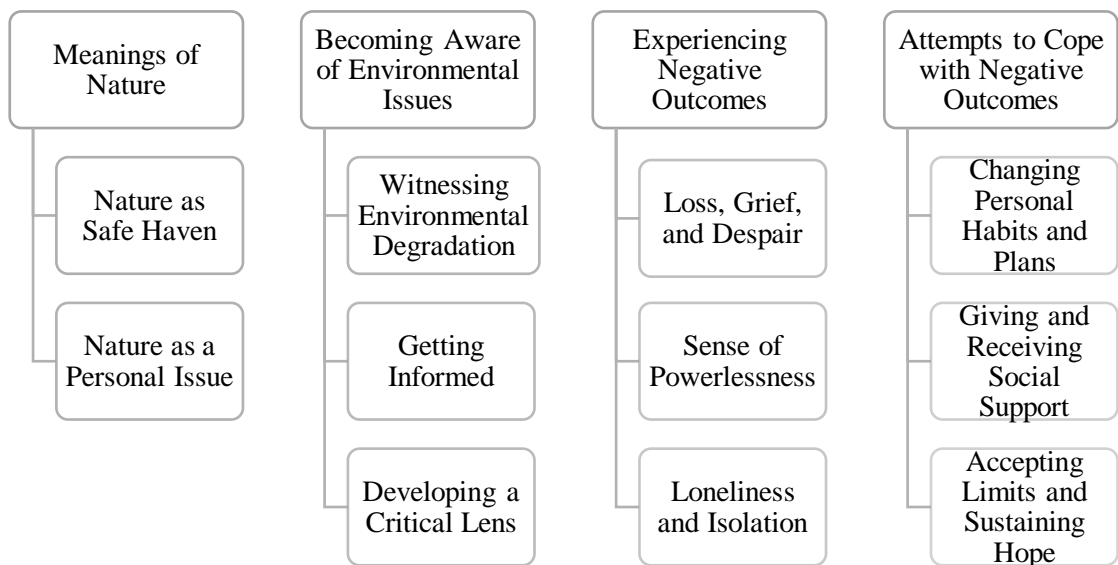 Meanings of
Nature
Nature as
Safe Haven
Nature as a
Personal Issue
Becoming Aware
of Environmental
Issues
Witnessing
Environmental
Degradation
Getting
Informed
Developing a
Critical Lens
Experiencing
Negative
Outcomes
Loss, Grief,
and Despair
Sense of
Powerlessness
Loneliness
and Isolation
Attempts to Cope
with Negative
Outcomes
Changing
Personal
Habits and
Plans
Giving and
Receiving
Social
Support
Accepting
Limits and
Sustaining
Hope